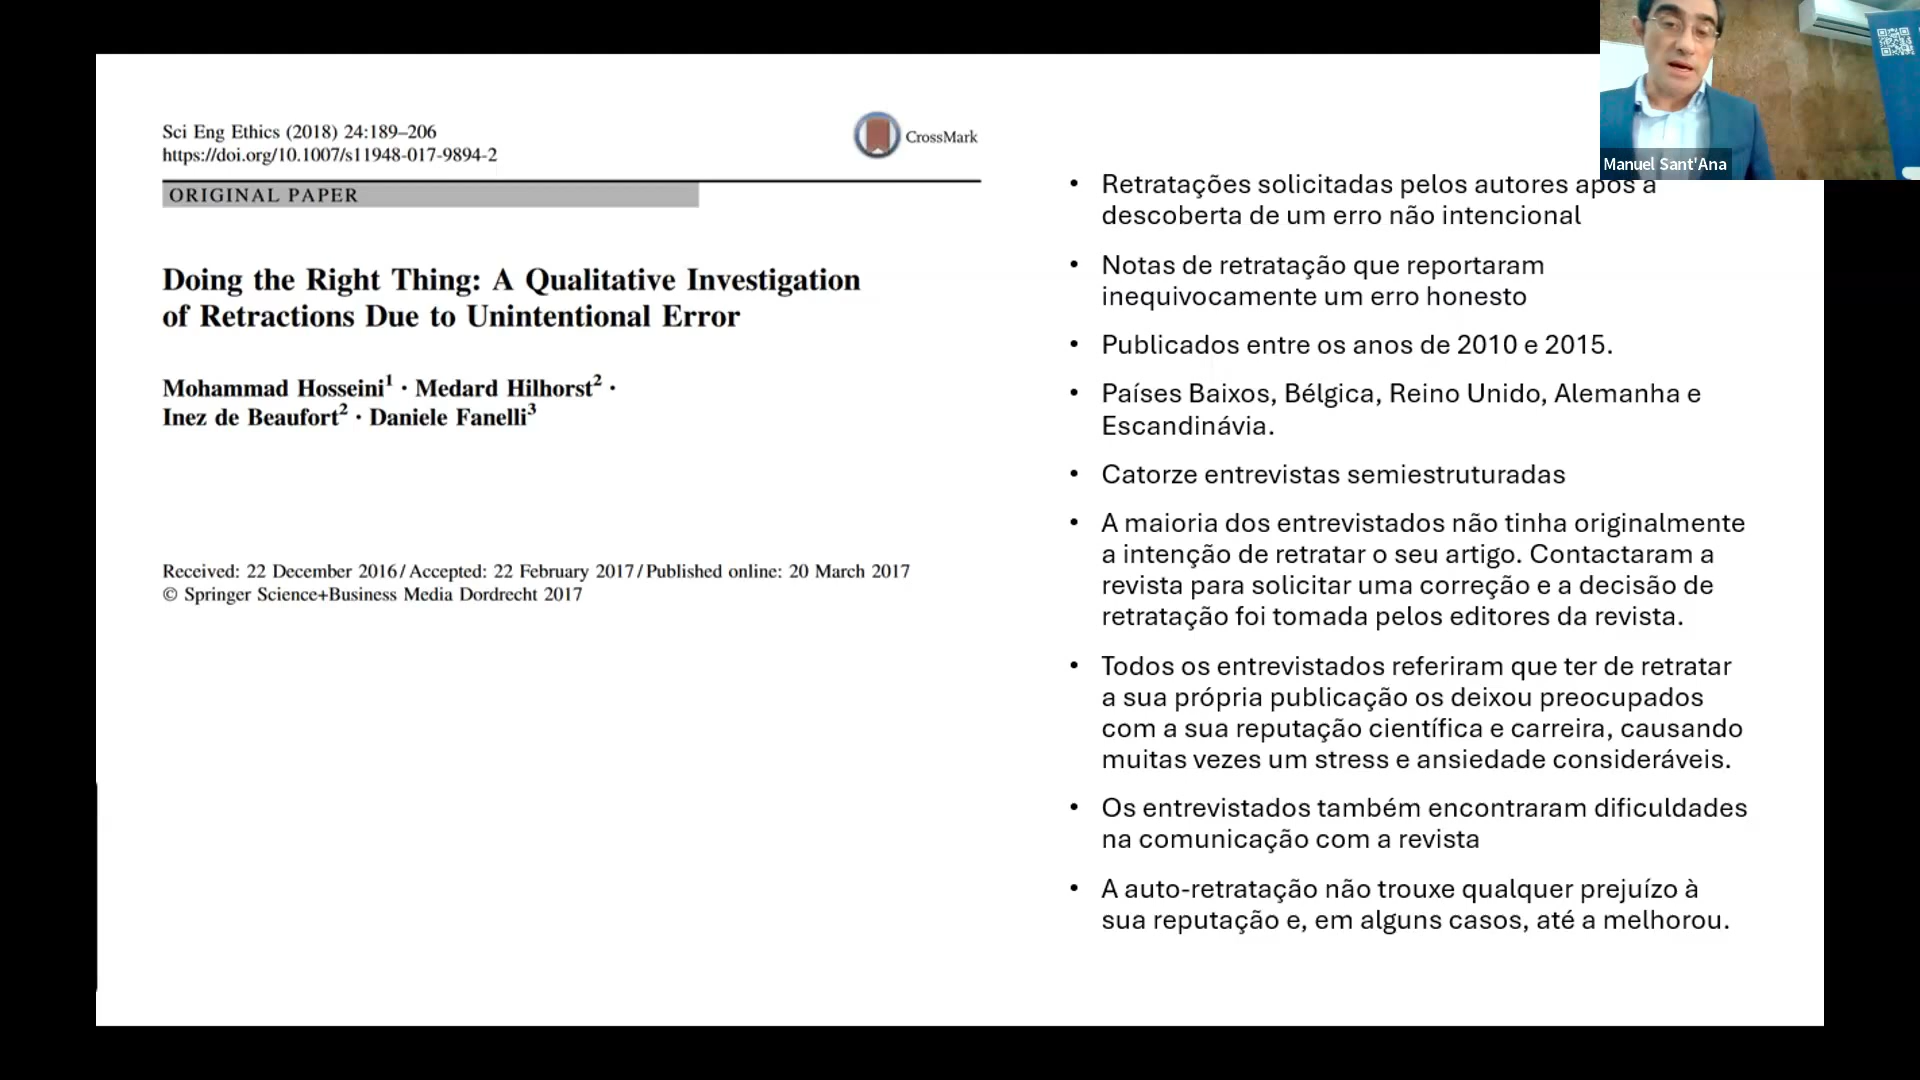 Sci Eng Ethics (2018) 24:189–206
https://doi.org/10.1007/s11948-017-9894-2
CrossMark
ORIGINAL PAPER
Doing the Right Thing: A Qualitative Investigation
of Retractions Due to Unintentional Error
Mohammad Hosseini1 · Medard Hilhorst2 ·
Inez de Beaufort2 · Daniele Fanelli3
Received: 22 December 2016 / Accepted: 22 February 2017 / Published online: 20 March 2017
© Springer Science+Business Media Dordrecht 2017
Manuel Sant'Ana
• Retratações solicitadas pelos autores após a
descoberta de um erro não intencional
• Notas de retratação que reportaram
inequivocamente um erro honesto
• Publicados entre os anos de 2010 e 2015.
• Países Baixos, Bélgica, Reino Unido, Alemanha e
Escandinávia.
• Catorze entrevistas semiestruturadas
• A maioria dos entrevistados não tinha originalmente
a intenção de retratar o seu artigo. Contactaram a
revista para solicitar uma correção e a decisão de
retratação foi tomada pelos editores da revista.
• Todos os entrevistados referiram que ter de retratar
a sua própria publicação os deixou preocupados
com a sua reputação científica e carreira, causando
muitas vezes um stress e ansiedade consideráveis.
• Os entrevistados também encontraram dificuldades
na comunicação com a revista
• A auto-retratação não trouxe qualquer prejuízo à
sua reputação e, em alguns casos, até a melhorou.